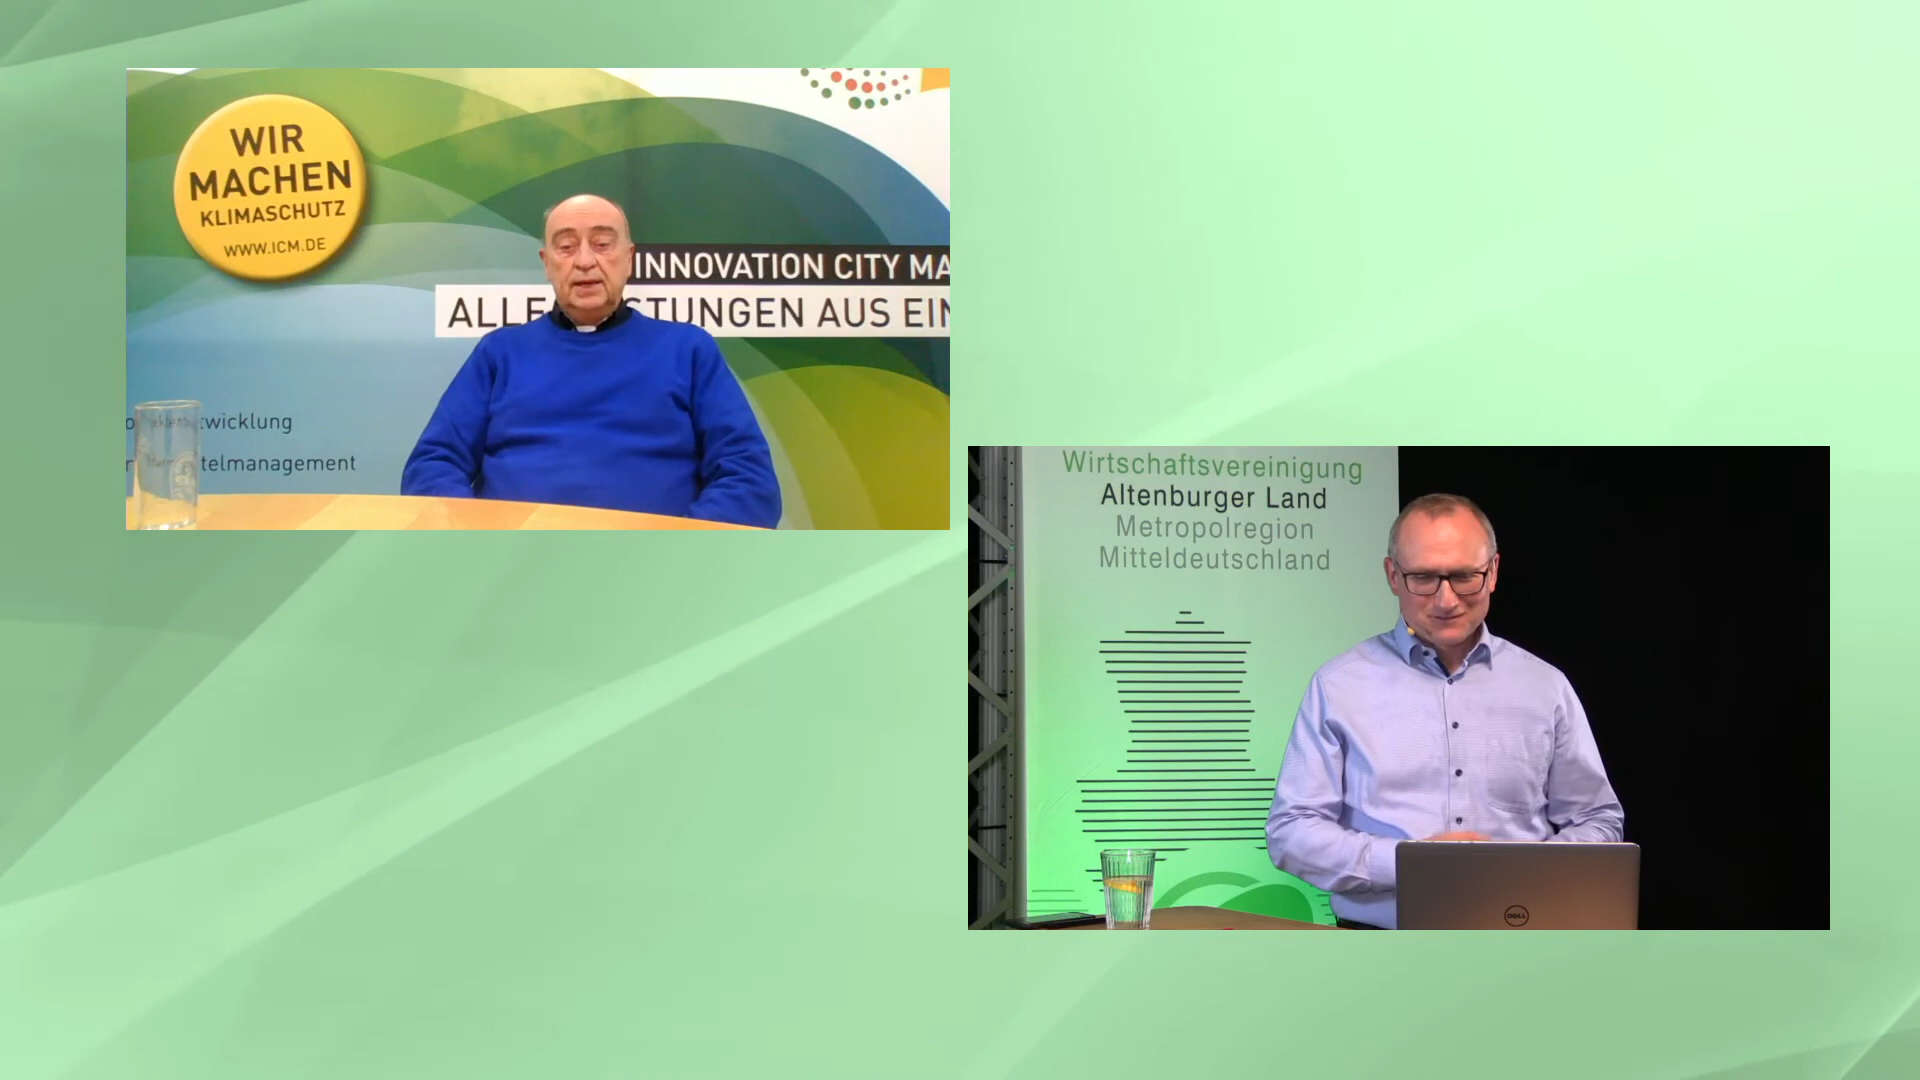 WIR
MACHEN
KLIMASCHUTZ
WWW.ICM.DE
INNOVATION CITY MA
ALLE STUNGEN AUS EIN
twicklung
telmanagement
Wirtschaftsvereinigung
Altenburger Land
Metropolregion
Mitteldeutschland
DELL